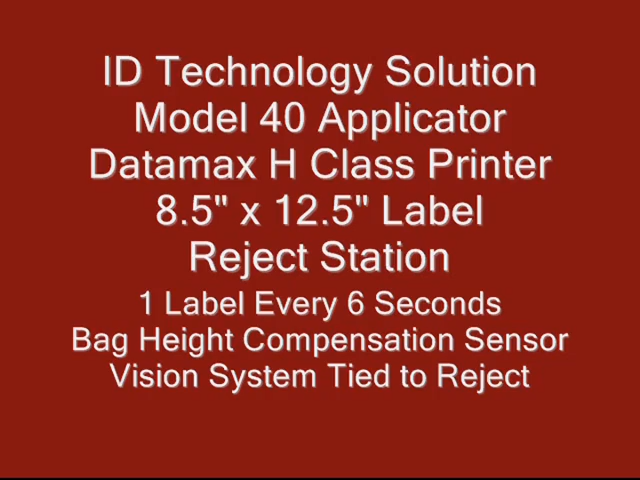 ID Technology Solution
Model 40 Applicator
Datamax H Class Printer
8.5" x 12.5" Label
Reject Station
1 Label Every 6 Seconds
Bag Height Compensation Sensor
Vision System Tied to Reject